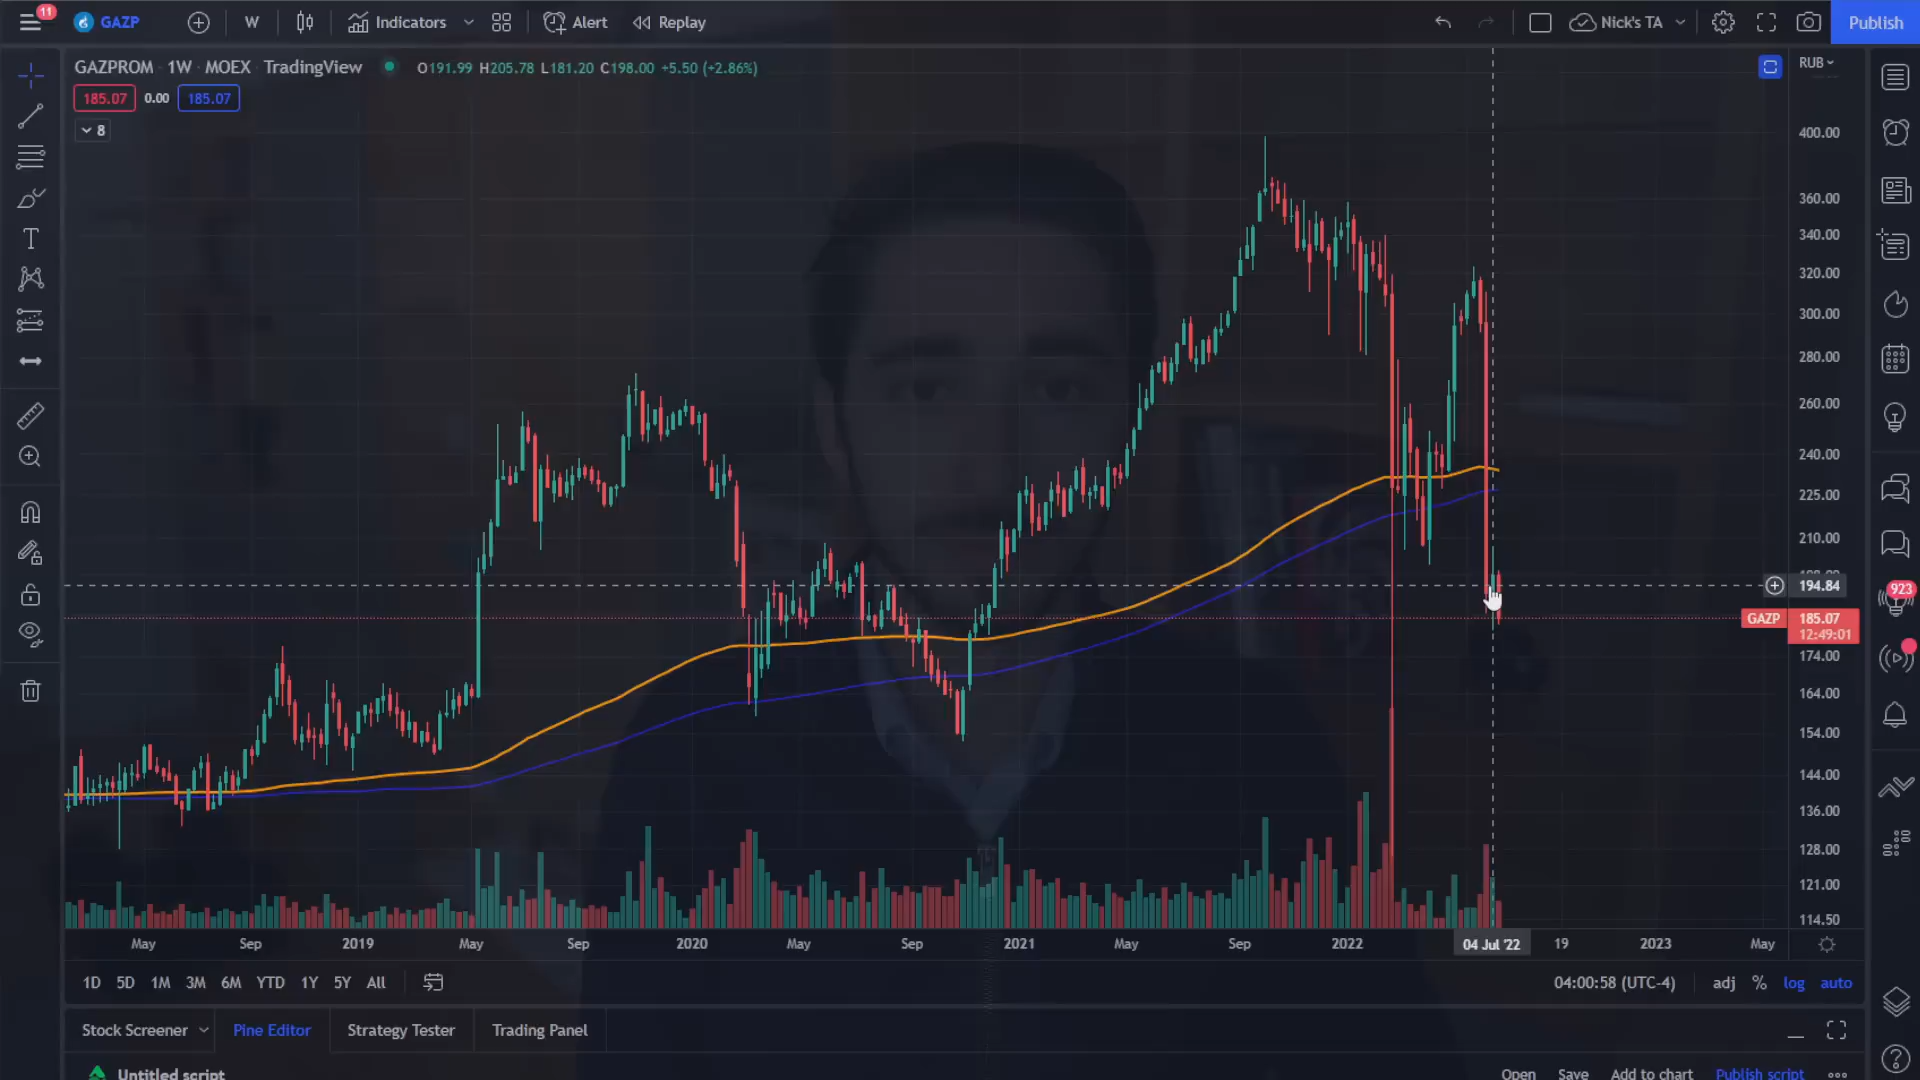 11 GAZP W Indicators Alert Replay Nick's TA Publish
GAZPROM · 1W · MOEX · TradingView O191.99 H205.78 L181.20 C198.00 +5.50 (+2.86%) RUB
185.07 0.00 185.07
8
400.00
360.00
340.00
320.00
300.00
280.00
260.00
240.00
225.00
210.00
194.84
GAZP 185.07
12:49:01
174.00
164.00
154.00
144.00
136.00
128.00
121.00
114.50
923
May Sep 2019 May Sep 2020 May Sep 2021 May Sep 2022 04 Jul '22 19 2023 May
1D 5D 1M 3M 6M YTD 1Y 5Y All 04:00:58 (UTC-4) adj % log auto
Stock Screener Pine Editor Strategy Tester Trading Panel
Untitled script Open Save Add to chart Publish script